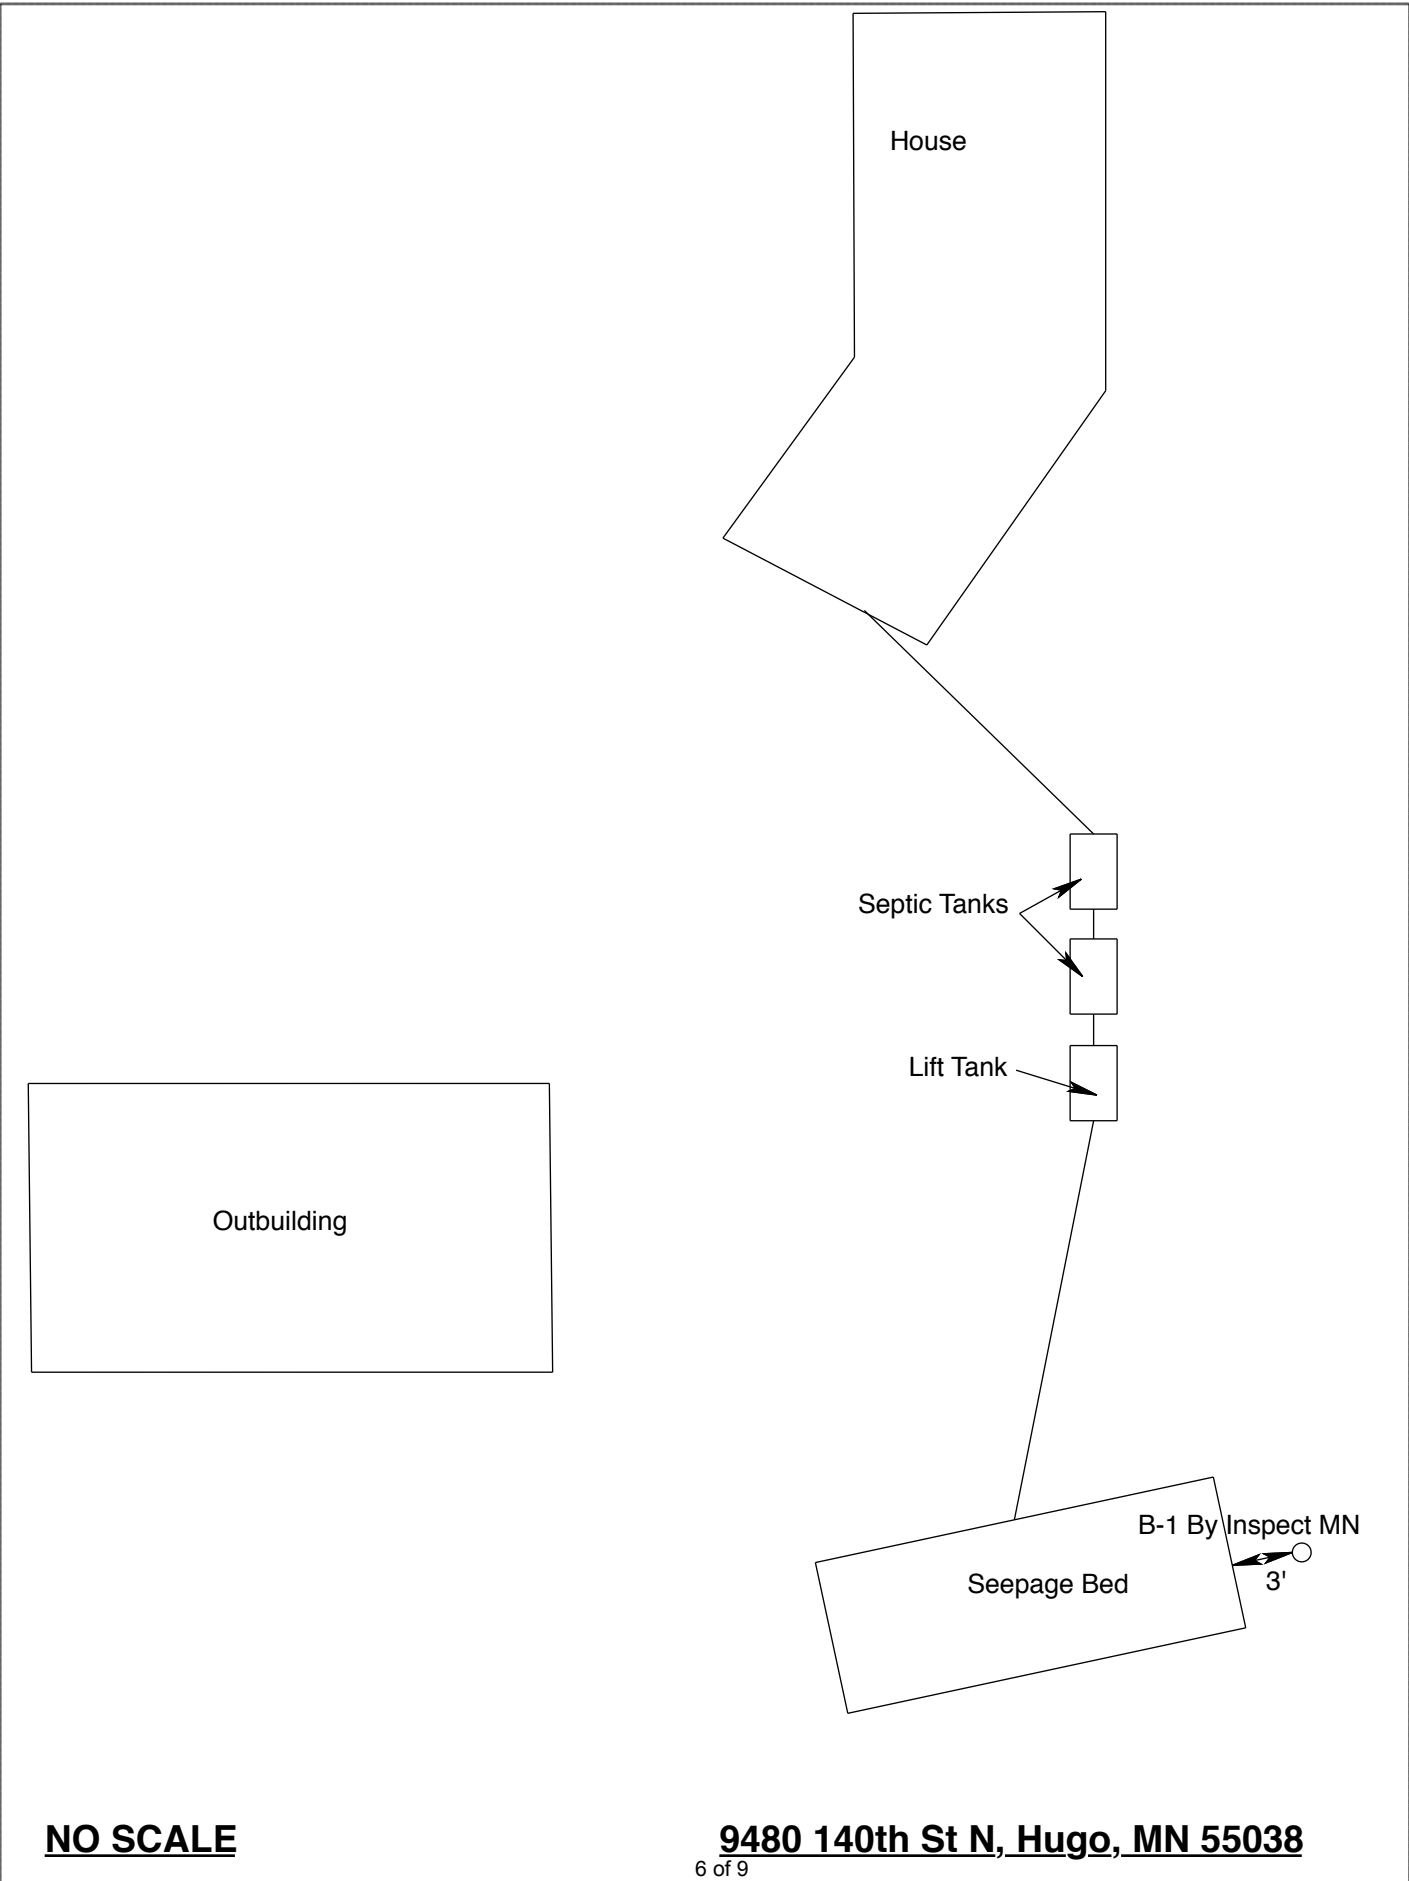 House
Septic Tanks
Lift Tank
Outbuilding
B-1 By Inspect MN
3'
Seepage Bed
NO SCALE
9480 140th St N, Hugo, MN 55038
6 of 9